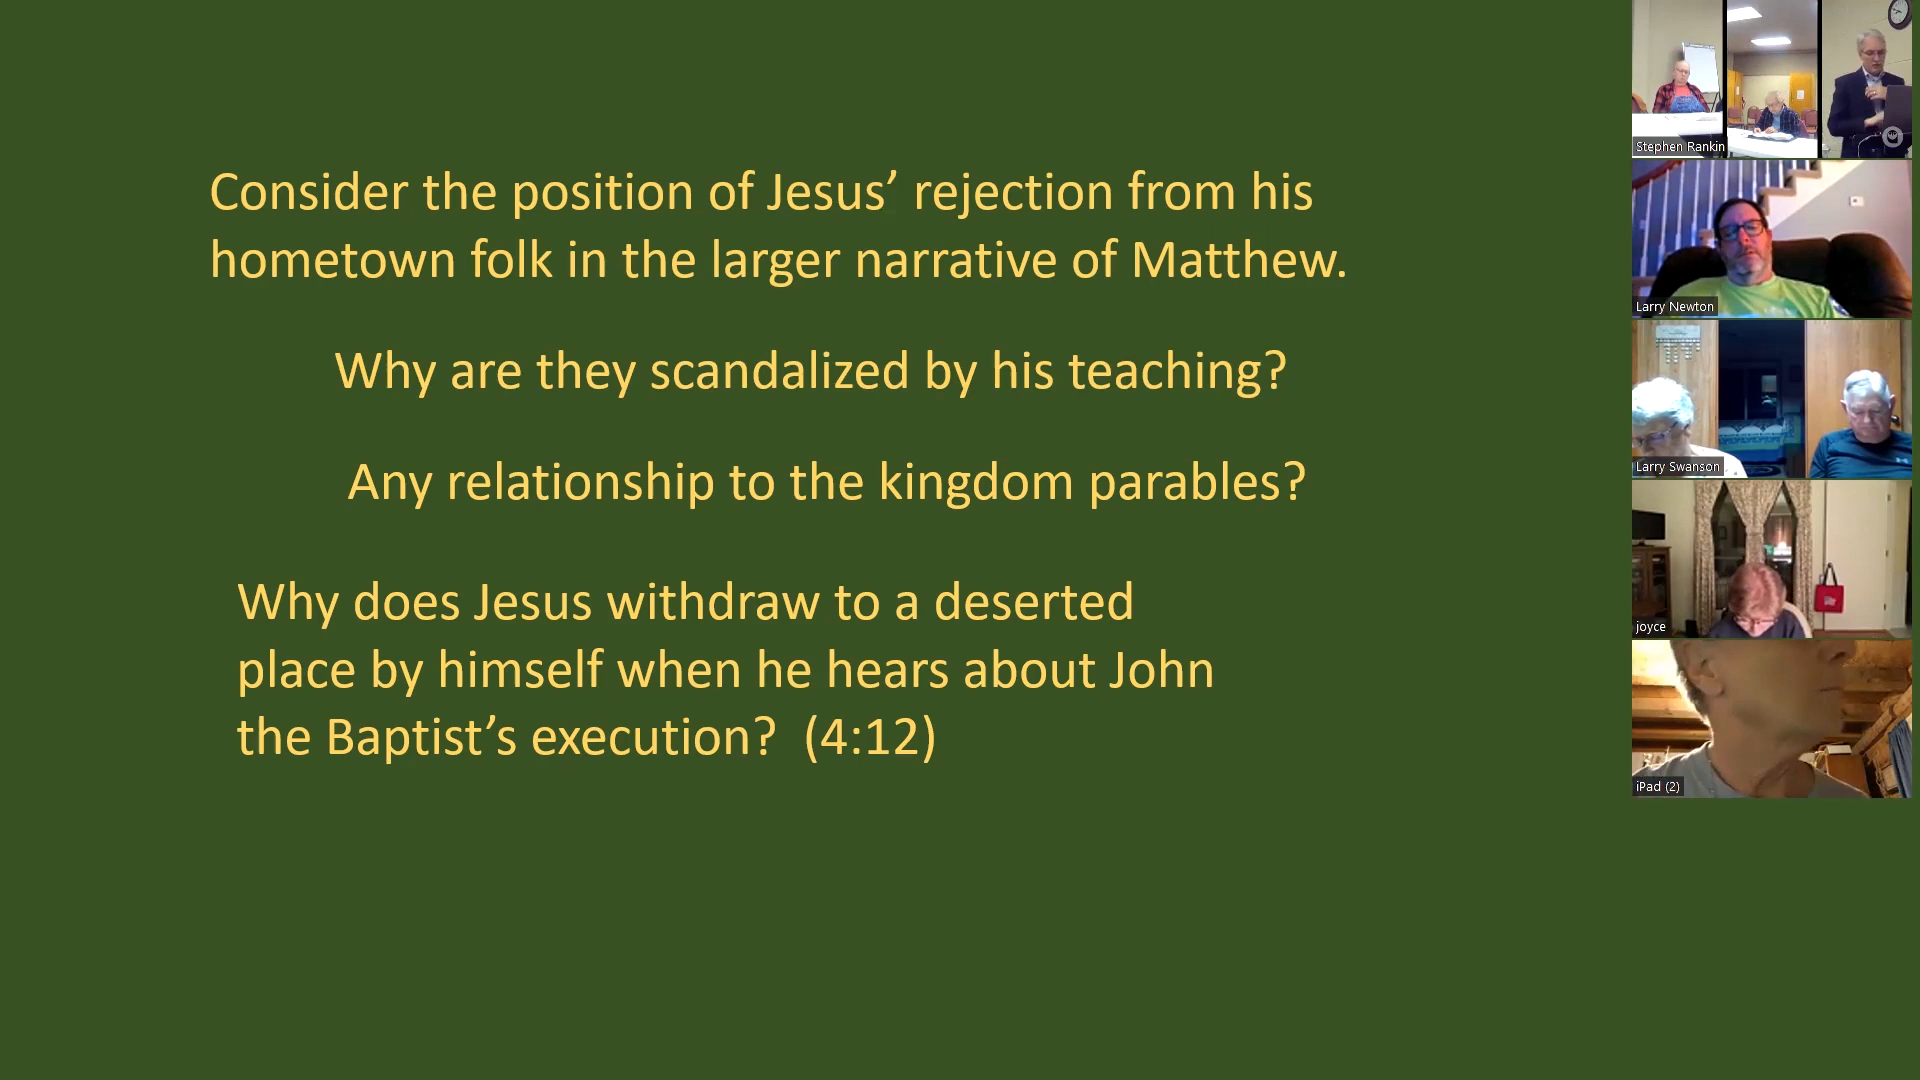 Consider the position of Jesus’ rejection from his
hometown folk in the larger narrative of Matthew.
Why are they scandalized by his teaching?
Any relationship to the kingdom parables?
Why does Jesus withdraw to a deserted
place by himself when he hears about John
the Baptist’s execution?  (4:12)
Stephen Rankin
Larry Newton
Larry Swanson
joyce
iPad (2)